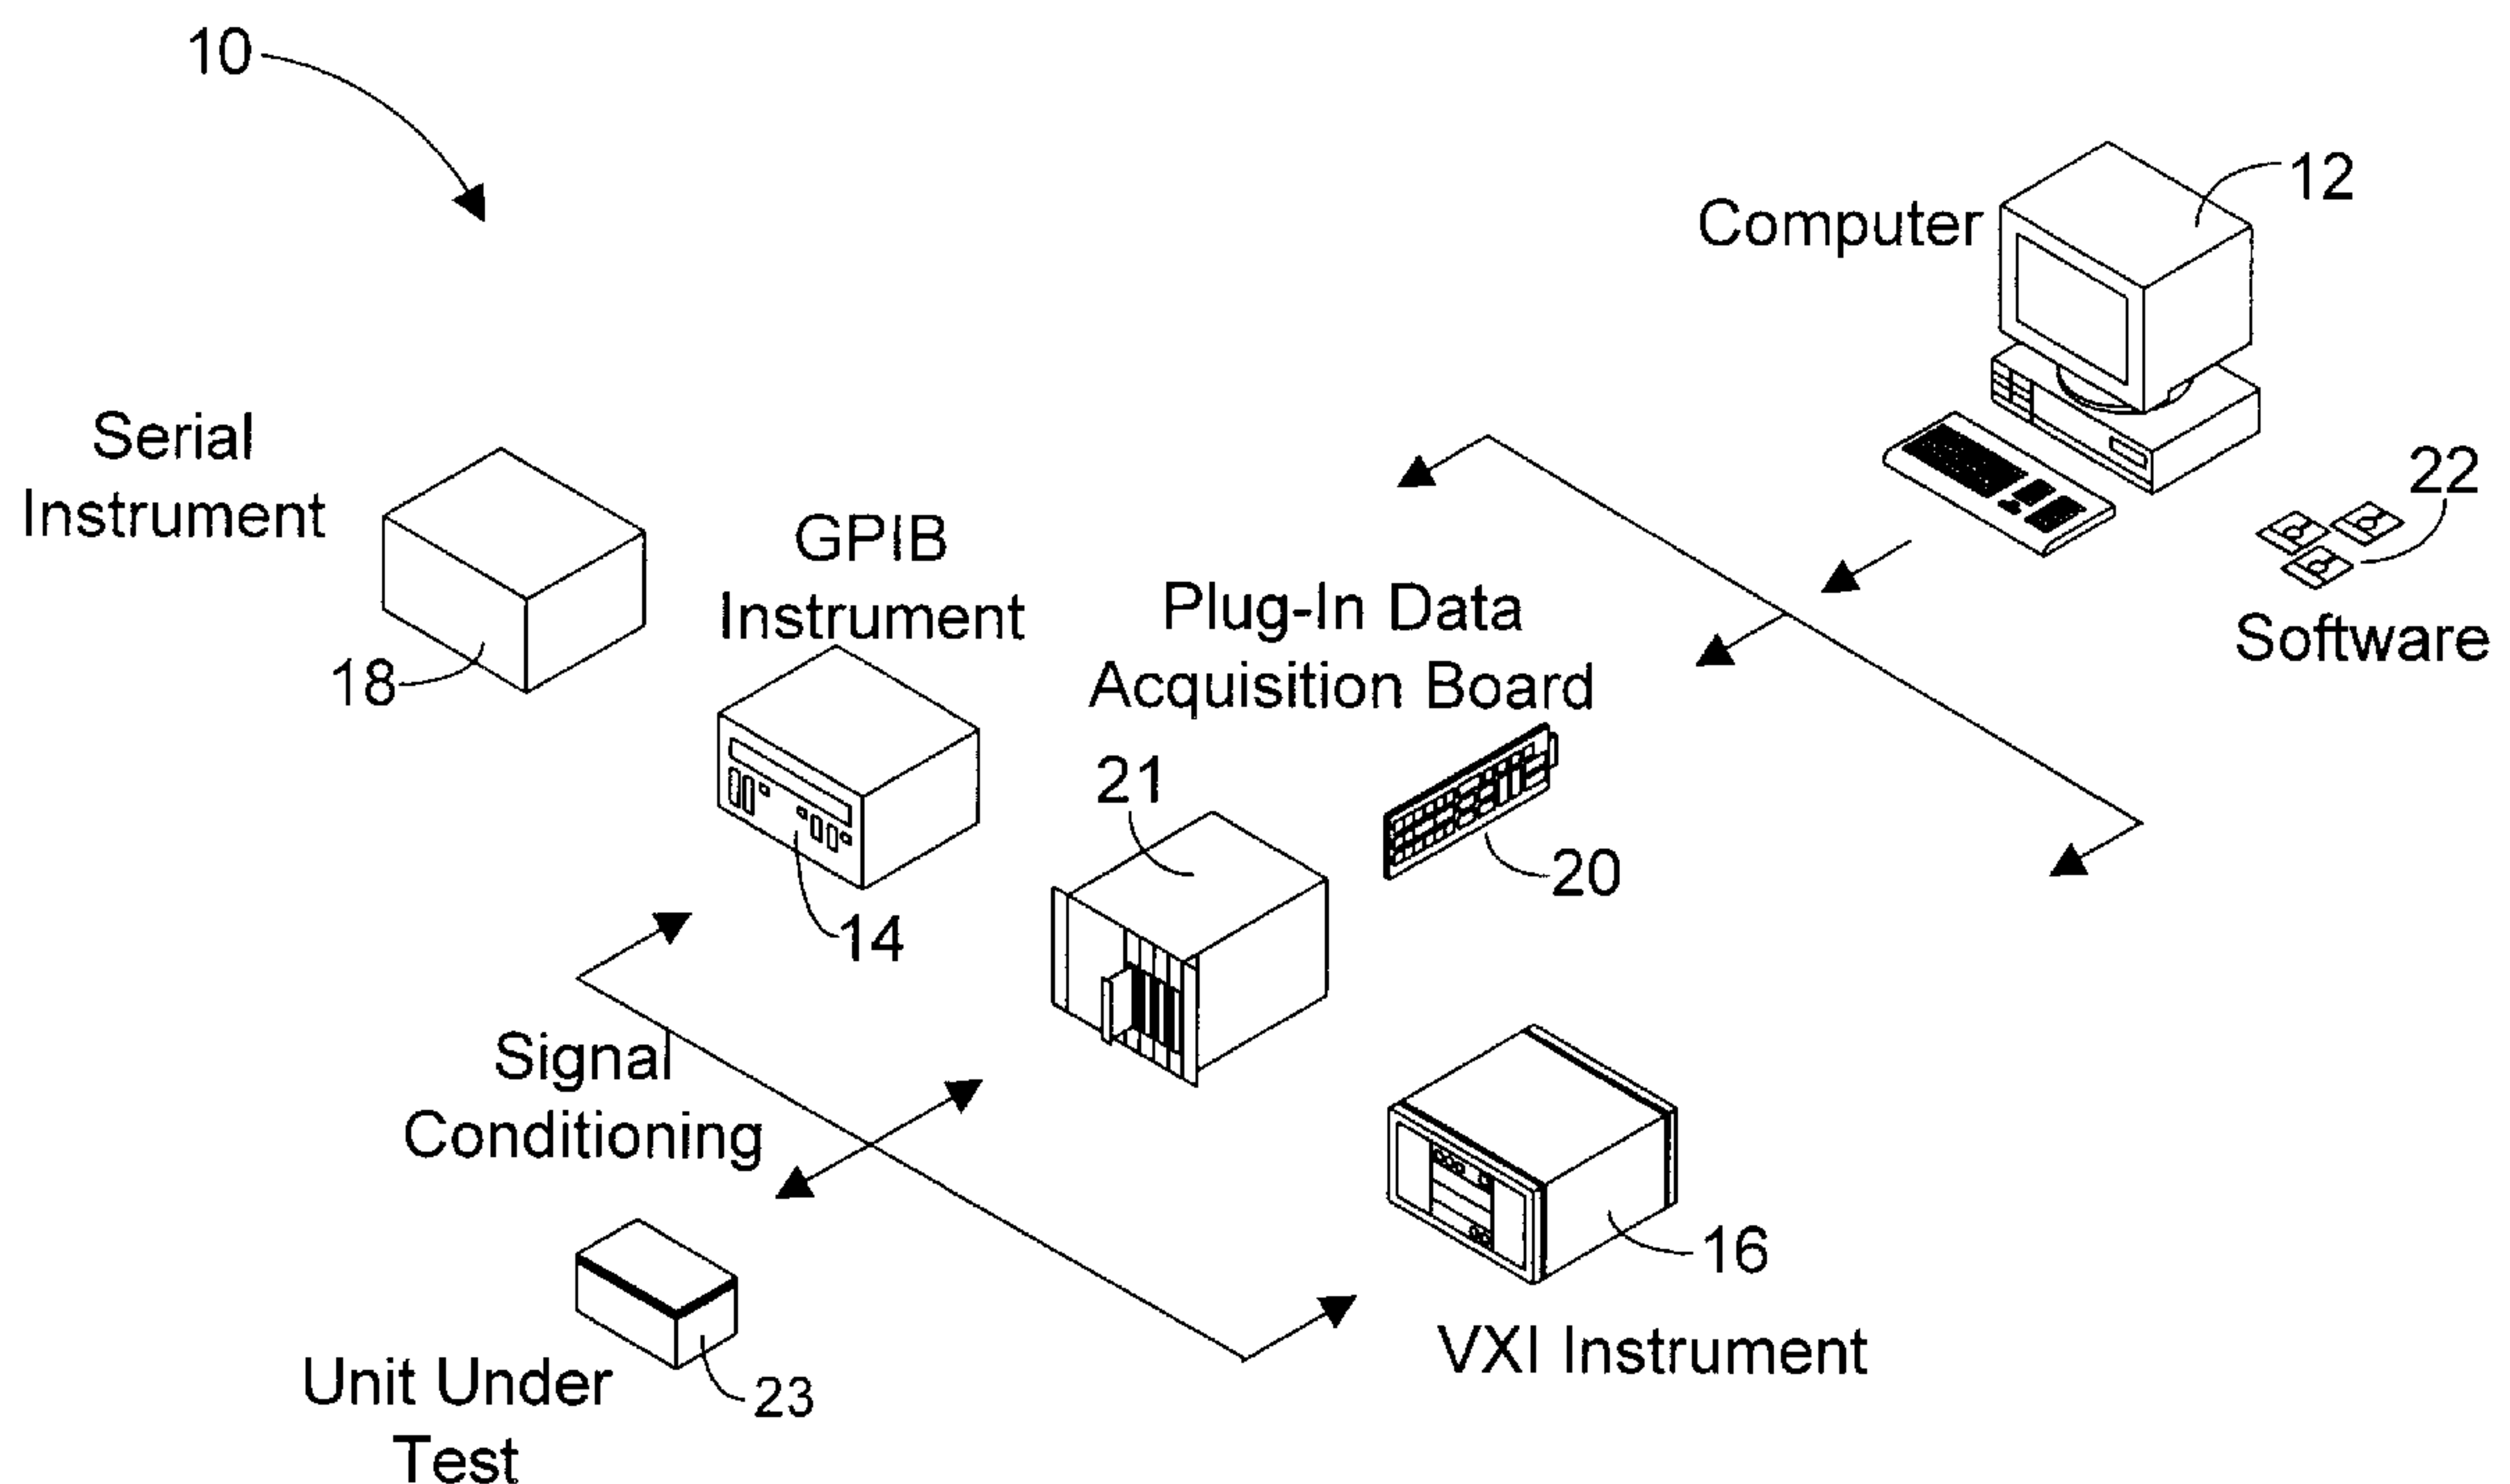 10
12
Computer
Serial
Instrument
18
GPIB
Instrument
14
Plug-In Data
Acquisition Board
21
20
22
Software
Signal
Conditioning
16
VXI Instrument
Unit Under
Test
23